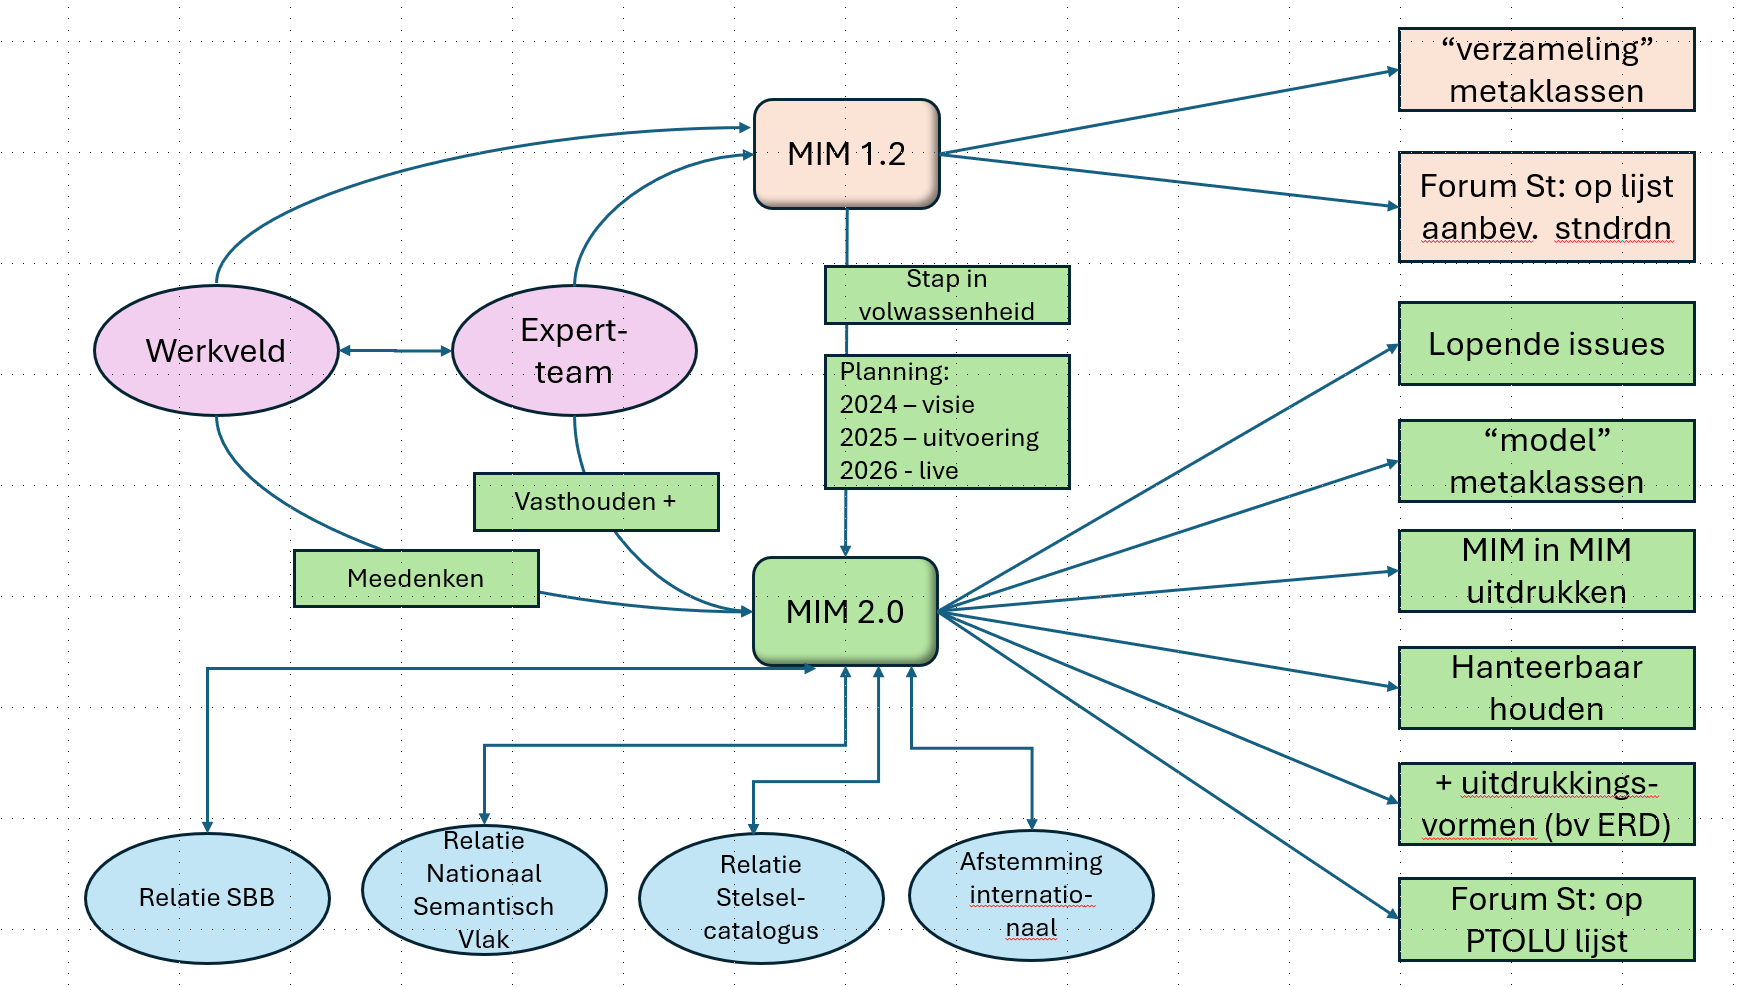 “verzameling”
metaklassen
MIM 1.2
Forum St: op lijst
aanbev.  stndrdn
Stap in
volwassenheid
Werkveld
Expert-
team
Lopende issues
Planning:
2024 – visie
2025 – uitvoering
2026 - live
“model”
metaklassen
Vasthouden +
Meedenken
MIM in MIM
uitdrukken
MIM 2.0
Hanteerbaar
houden
+ uitdrukkings-
vormen (bv ERD)
Relatie SBB
Relatie
Nationaal
Semantisch
Vlak
Relatie
Stelsel-
catalogus
Afstemming
internatio-
naal
Forum St: op
PTOLU lijst